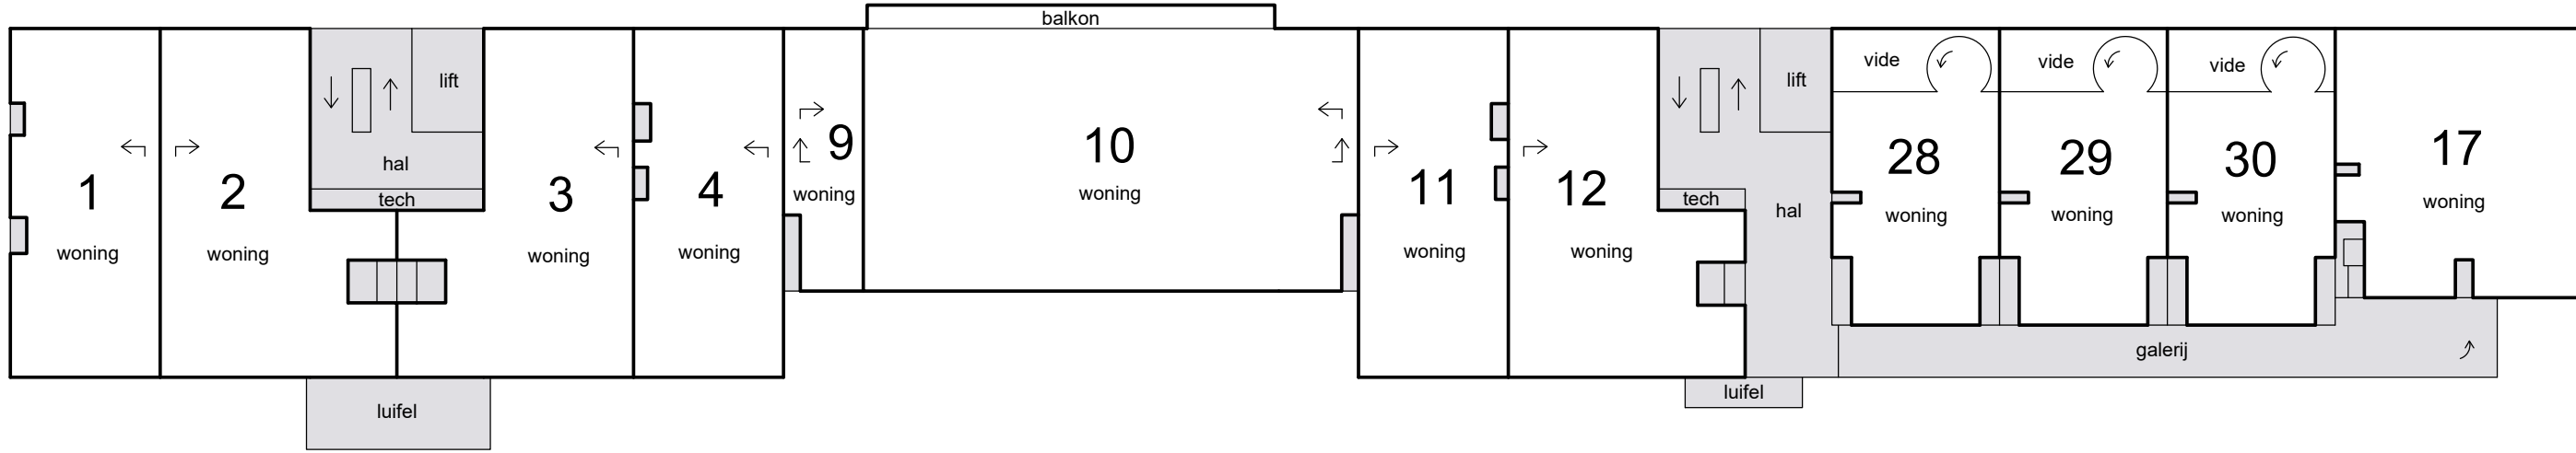 balkon
1
woning
2
woning
lift
hal
tech
3
woning
4
woning
9
woning
10
woning
11
woning
12
woning
lift
tech
hal
vide
28
woning
vide
29
woning
vide
30
woning
17
woning
galerij
luifel
luifel